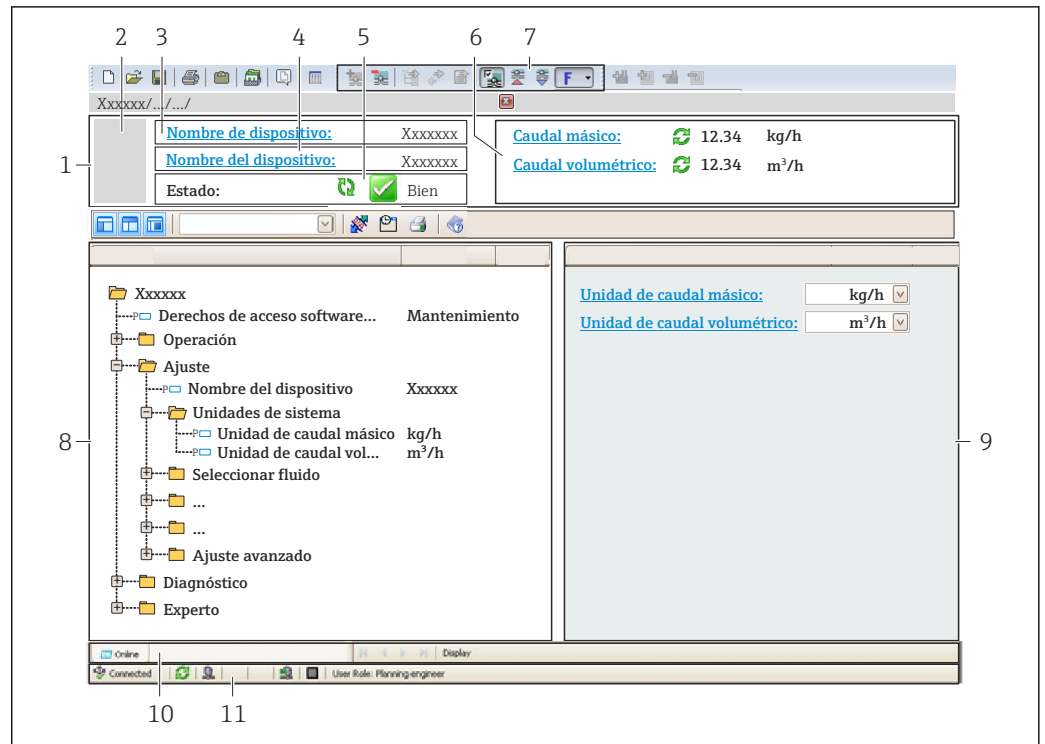 2 3 4 5 6 7
F
Xxxxxx/.../.../
1
Nombre de dispositivo: Xxxxxxx
Nombre del dispositivo: Xxxxxxx
Estado: Bien
Caudal másico: 12.34 kg/h
Caudal volumétrico: 12.34 m³/h
Xxxxxx
P Derechos de acceso software... Mantenimiento
Operación
Ajuste
P Nombre del dispositivo Xxxxxx
Unidades de sistema
P Unidad de caudal másico kg/h
P Unidad de caudal vol... m³/h
Seleccionar fluido
...
...
Ajuste avanzado
Diagnóstico
Experto
8
Unidad de caudal másico: kg/h
Unidad de caudal volumétrico: m³/h
9
Online Display
Connected User Role: Planning engineer
10 11